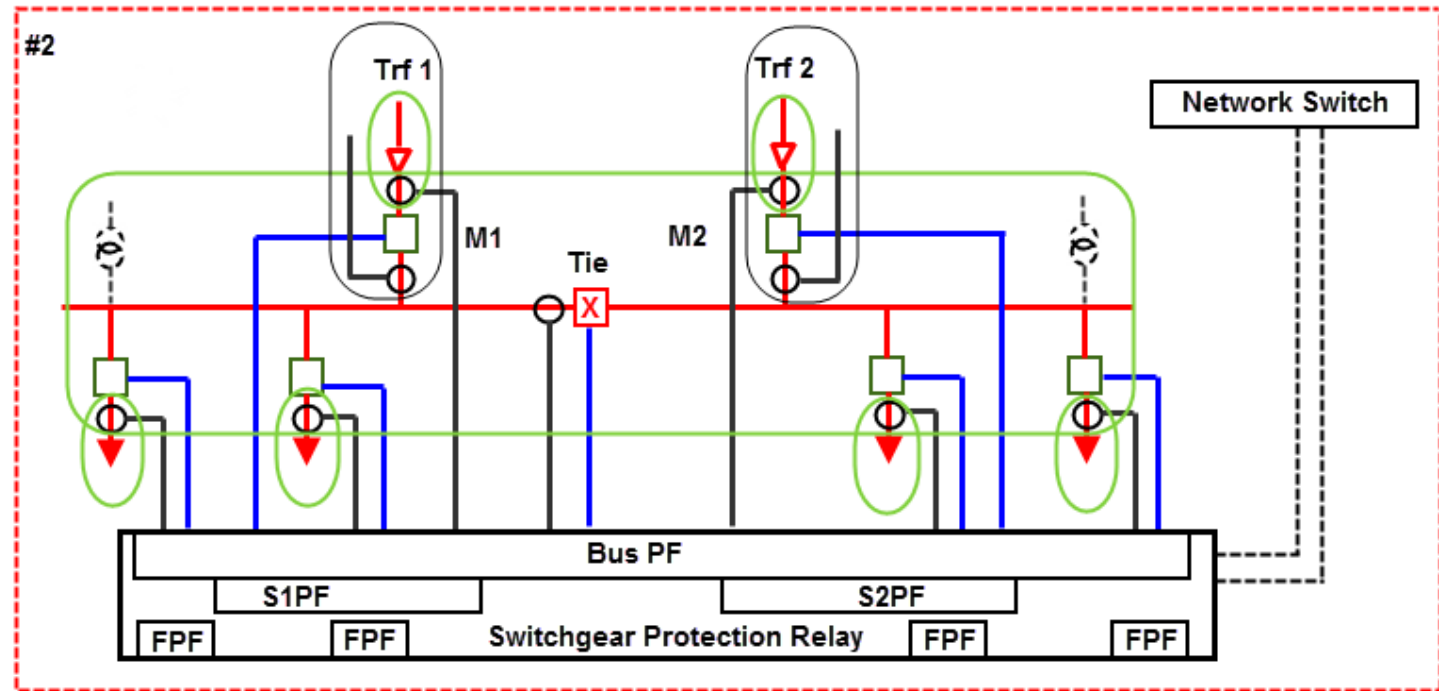 #2
Trf 1
Trf 2
Network Switch
M1
M2
Tie
X
Bus PF
S1PF
S2PF
FPF
FPF
Switchgear Protection Relay
FPF
FPF